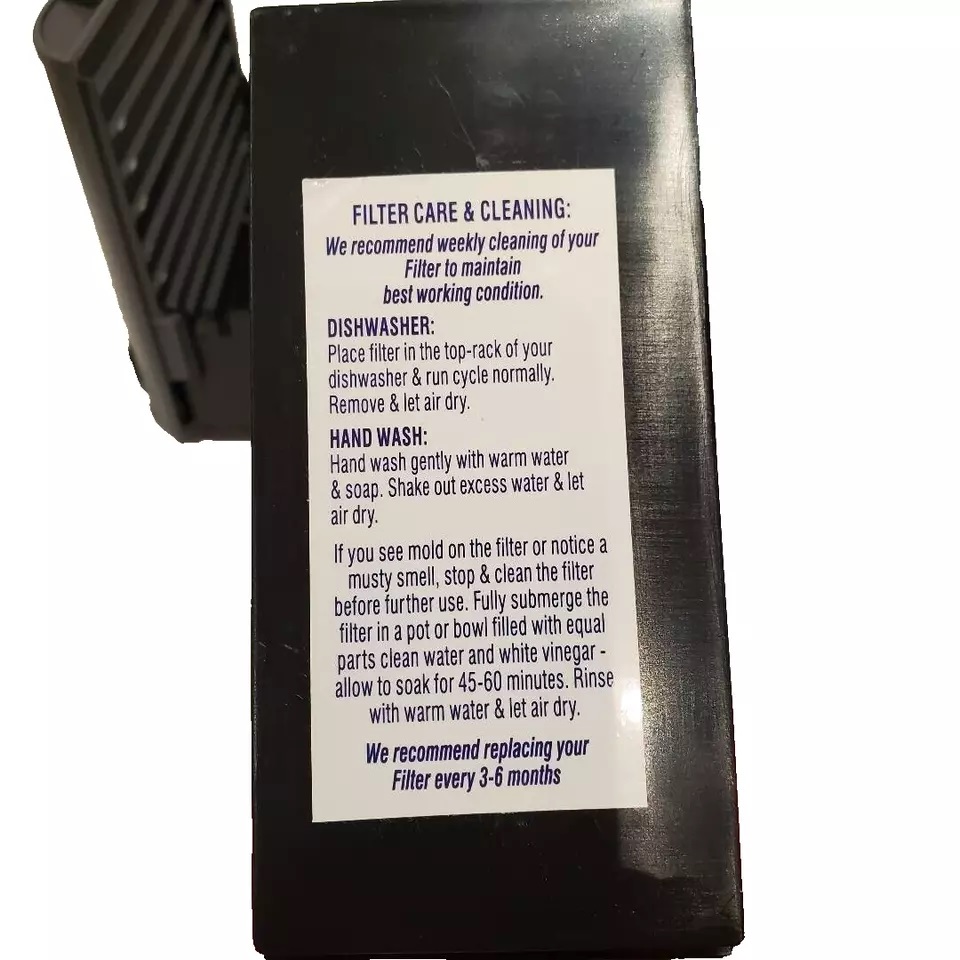 FILTER CARE & CLEANING:
We recommend weekly cleaning of your
Filter to maintain
best working condition.
DISHWASHER:
Place filter in the top-rack of your
dishwasher & run cycle normally.
Remove & let air dry.
HAND WASH:
Hand wash gently with warm water
& soap. Shake out excess water & let
air dry.
If you see mold on the filter or notice a
musty smell, stop & clean the filter
before further use. Fully submerge the
filter in a pot or bowl filled with equal
parts clean water and white vinegar -
allow to soak for 45-60 minutes. Rinse
with warm water & let air dry.
We recommend replacing your
Filter every 3-6 months